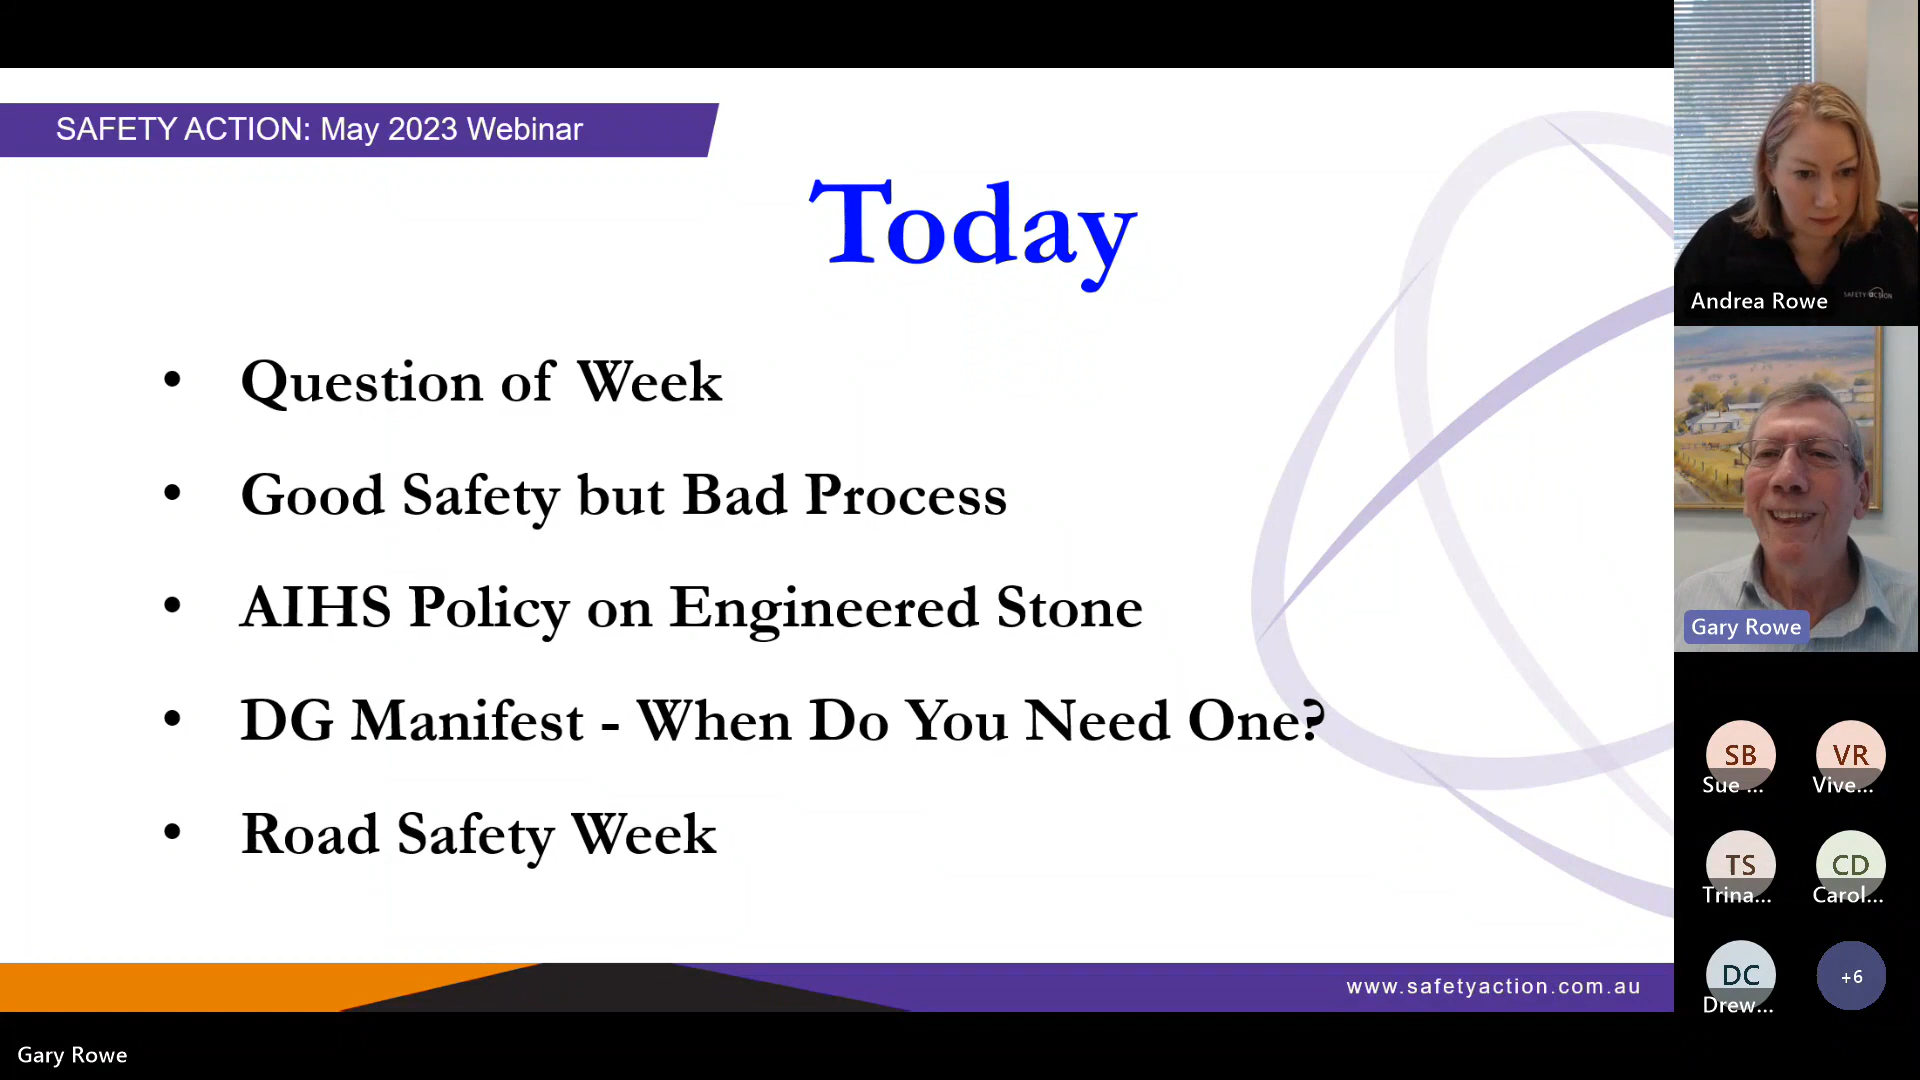 SAFETY ACTION: May 2023 Webinar
Today
• Question of Week
• Good Safety but Bad Process
• AIHS Policy on Engineered Stone
• DG Manifest - When Do You Need One?
• Road Safety Week
www.safetyaction.com.au
Gary Rowe
SAFETY ACTION
Andrea Rowe
Gary Rowe
SB
Sue ...
VR
Vive...
TS
Trina...
CD
Carol...
DC
Drew...
+6